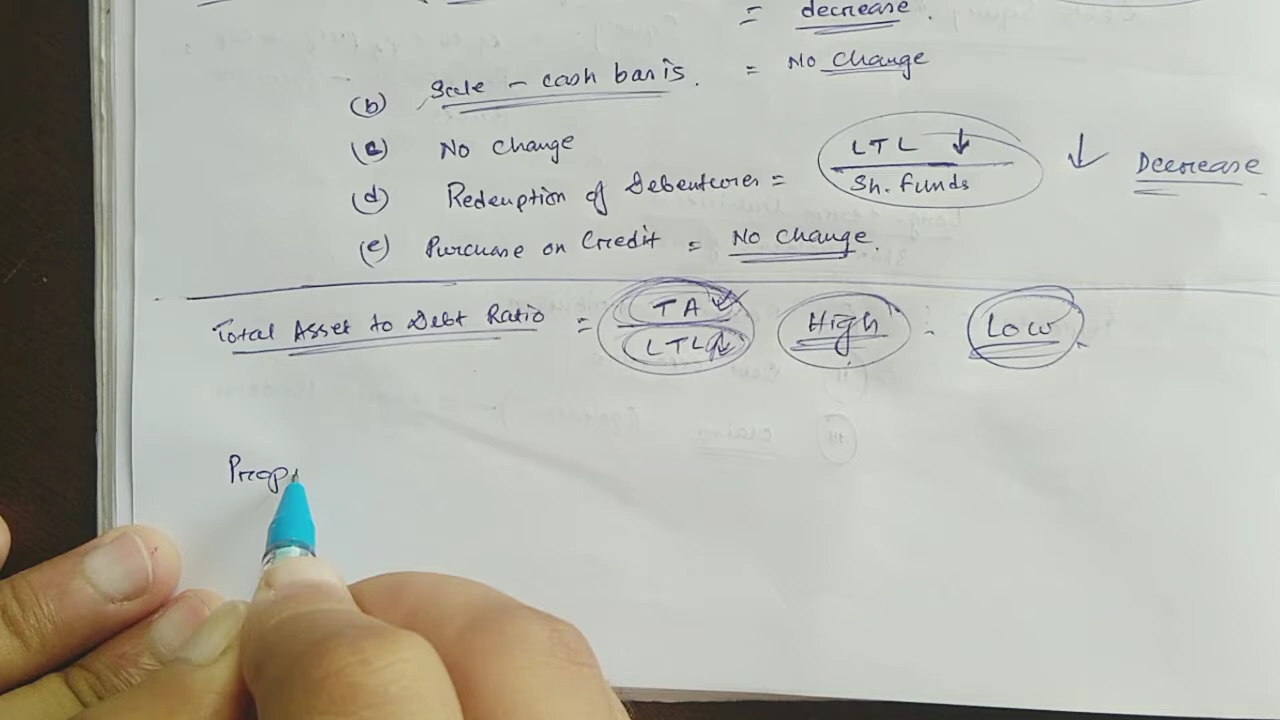 = decrease.
(b) Sale - cash basis. = No change
(c) No change
(d) Redemption of Debentures = LTL ↓ / Sh. funds ↓ Decrease
(e) Purchase on Credit = No change.
Total Asset to Debt Ratio = TA / LTL High - Low
Prop